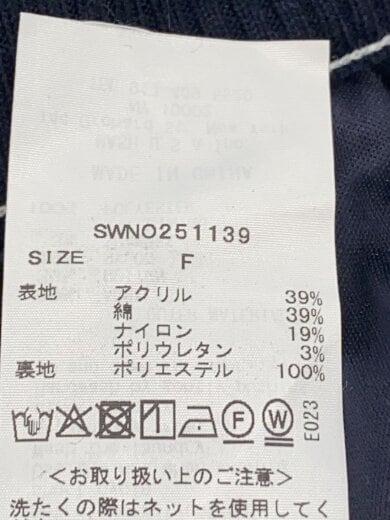 MADE IN CHINA
SWNO251139
SIZE F
表地 アクリル 39%
綿 39%
ナイロン 19%
ポリウレタン 3%
裏地 ポリエステル 100%
F W E023
<お取り扱い上のご注意>
洗たくの際はネットを使用してく